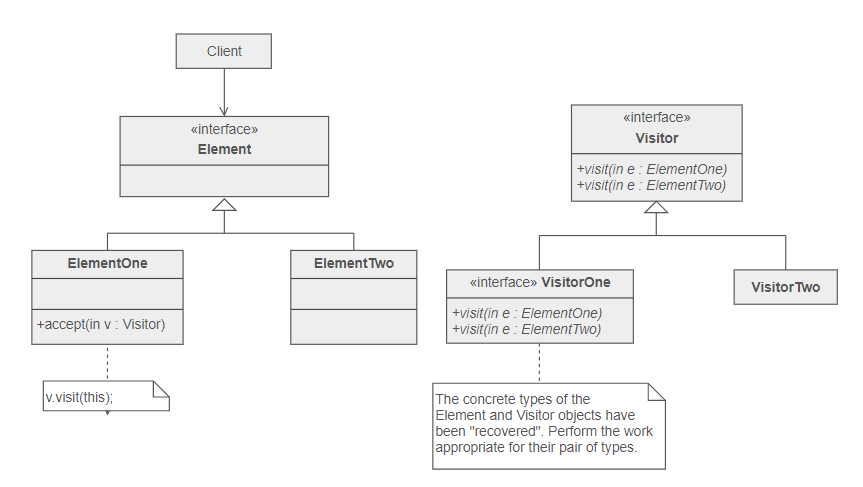 Client
«interface»
Element
ElementOne
+accept(in v : Visitor)
v.visit(this);
ElementTwo
«interface»
Visitor
+visit(in e : ElementOne)
+visit(in e : ElementTwo)
«interface» VisitorOne
+visit(in e : ElementOne)
+visit(in e : ElementTwo)
The concrete types of the
Element and Visitor objects have
been "recovered". Perform the work
appropriate for their pair of types.
VisitorTwo